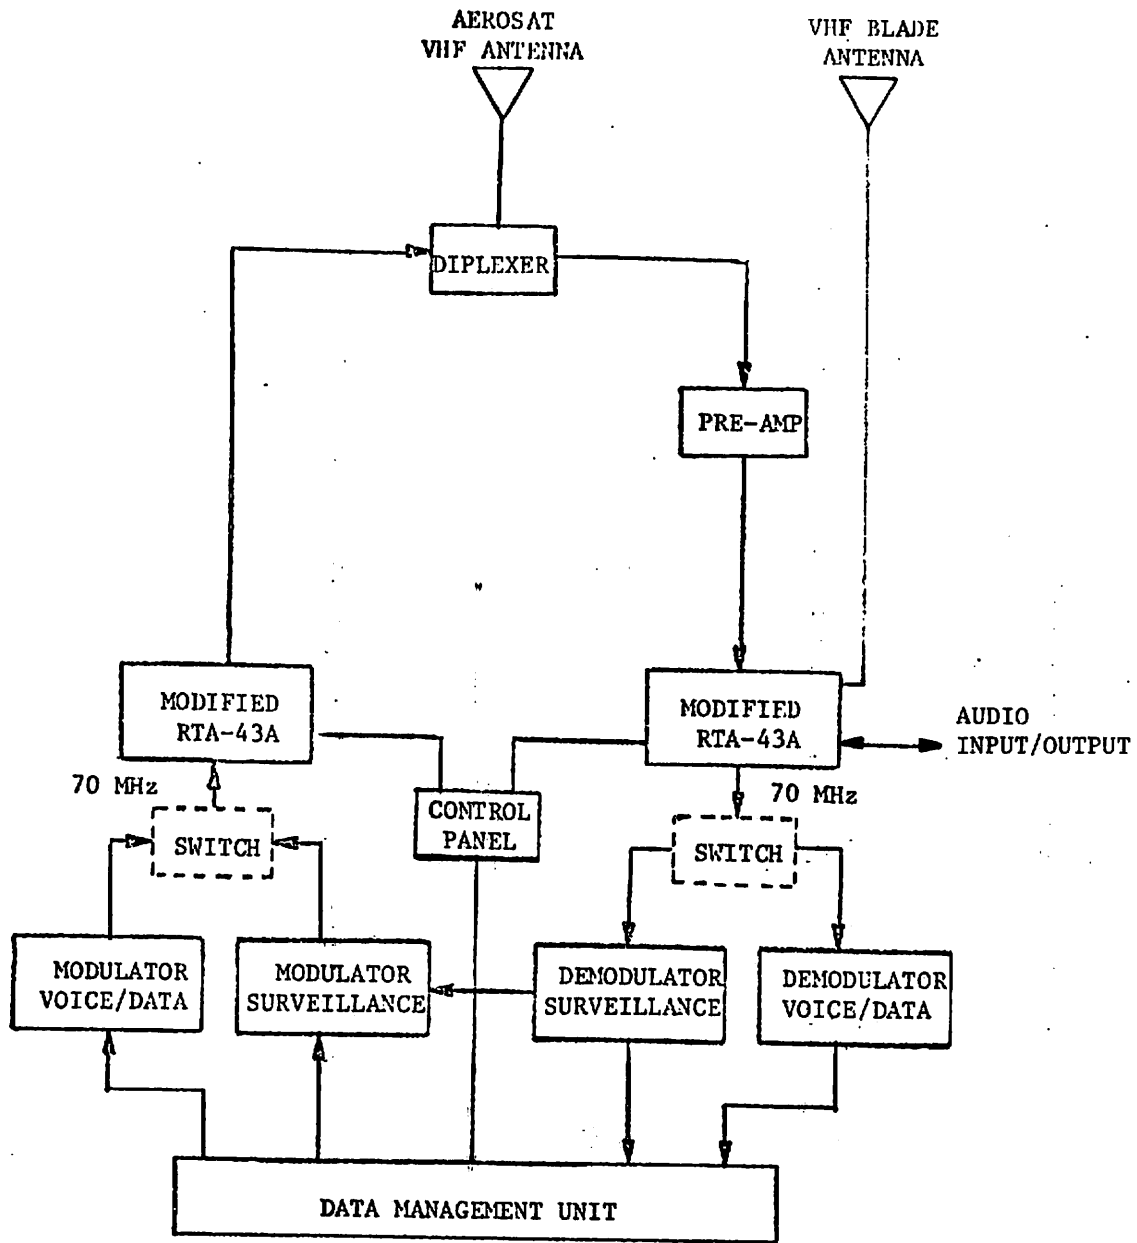 AEROSAT
VHF ANTENNA
VHF BLADE
ANTENNA
DIPLEXER
PRE-AMP
MODIFIED
RTA-43A
MODIFIED
RTA-43A
AUDIO
INPUT/OUTPUT
70 MHz
70 MHz
CONTROL
PANEL
SWITCH
SWITCH
MODULATOR
VOICE/DATA
MODULATOR
SURVEILLANCE
DEMODULATOR
SURVEILLANCE
DEMODULATOR
VOICE/DATA
DATA MANAGEMENT UNIT